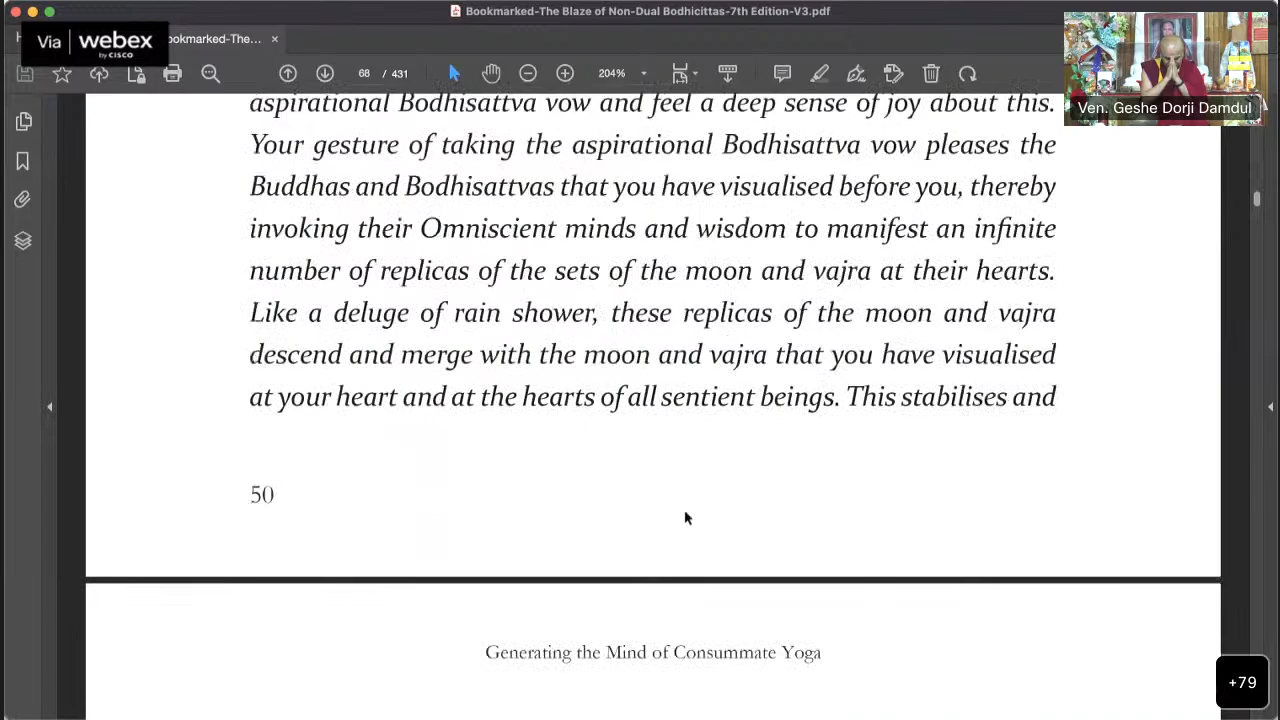 Bookmarked-The Blaze of Non-Dual Bodhicittas-7th Edition-V3.pdf
Via webex
by CISCO
ookmarked-The... ×
68 / 431
204%
Ven. Geshe Dorji Damdul
aspirational Bodhisattva vow and feel a deep sense of joy about this.
Your gesture of taking the aspirational Bodhisattva vow pleases the
Buddhas and Bodhisattvas that you have visualised before you, thereby
invoking their Omniscient minds and wisdom to manifest an infinite
number of replicas of the sets of the moon and vajra at their hearts.
Like a deluge of rain shower, these replicas of the moon and vajra
descend and merge with the moon and vajra that you have visualised
at your heart and at the hearts of all sentient beings. This stabilises and
50
Generating the Mind of Consummate Yoga
+79